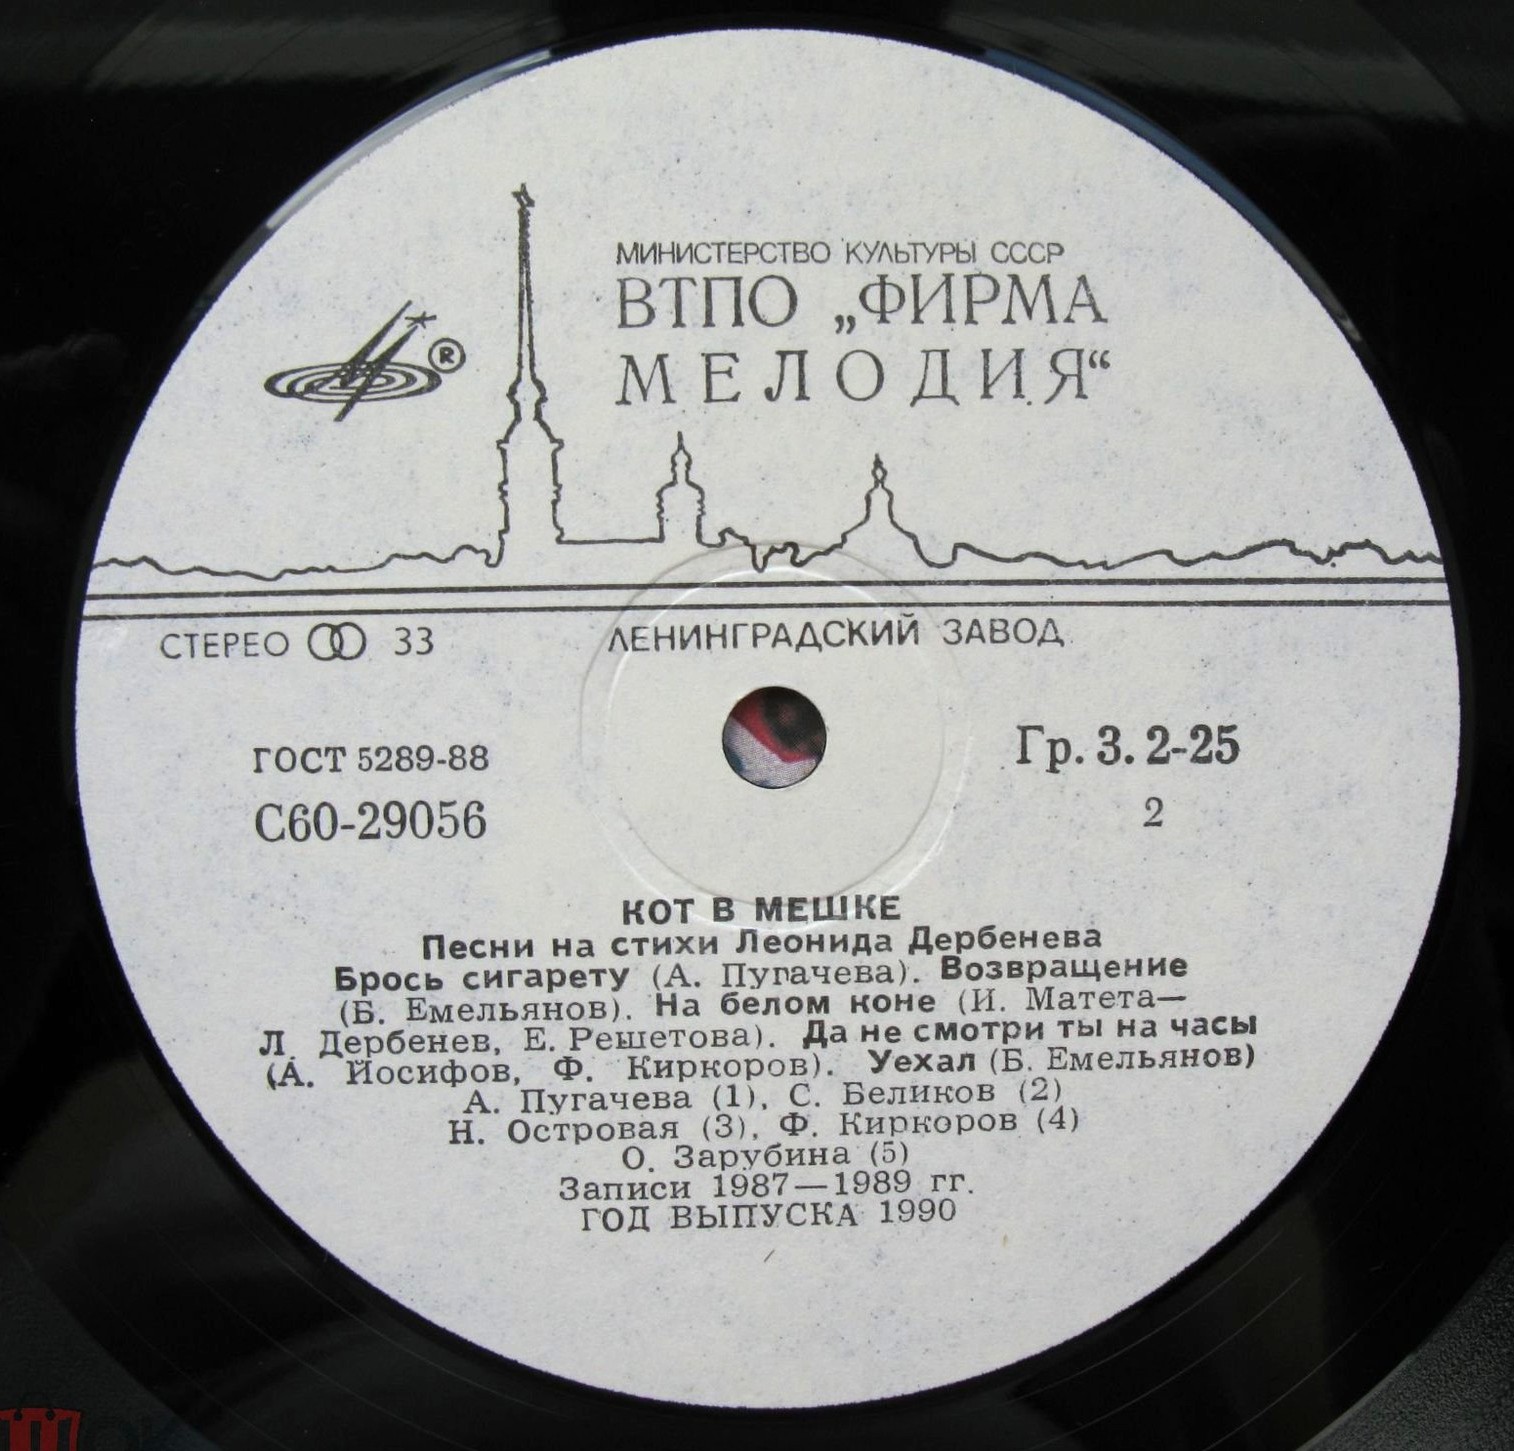 МИНИСТЕРСТВО КУЛЬТУРЫ СССР
ВТПО „ФИРМА
МЕЛОДИЯ“
®
СТЕРЕО 33
ЛЕНИНГРАДСКИЙ ЗАВОД
ГОСТ 5289-88
С60-29056
Гр. 3. 2-25
2
КОТ В МЕШКЕ
Песни на стихи Леонида Дербенева
Брось сигарету (А. Пугачева). Возвращение
(Б. Емельянов). На белом коне (И. Матета—
Л. Дербенев, Е. Решетова). Да не смотри ты на часы
(А. Йосифов, Ф. Киркоров). Уехал (Б. Емельянов)
А. Пугачева (1), С. Беликов (2)
Н. Островая (3), Ф. Киркоров (4)
О. Зарубина (5)
Записи 1987—1989 гг.
ГОД ВЫПУСКА 1990